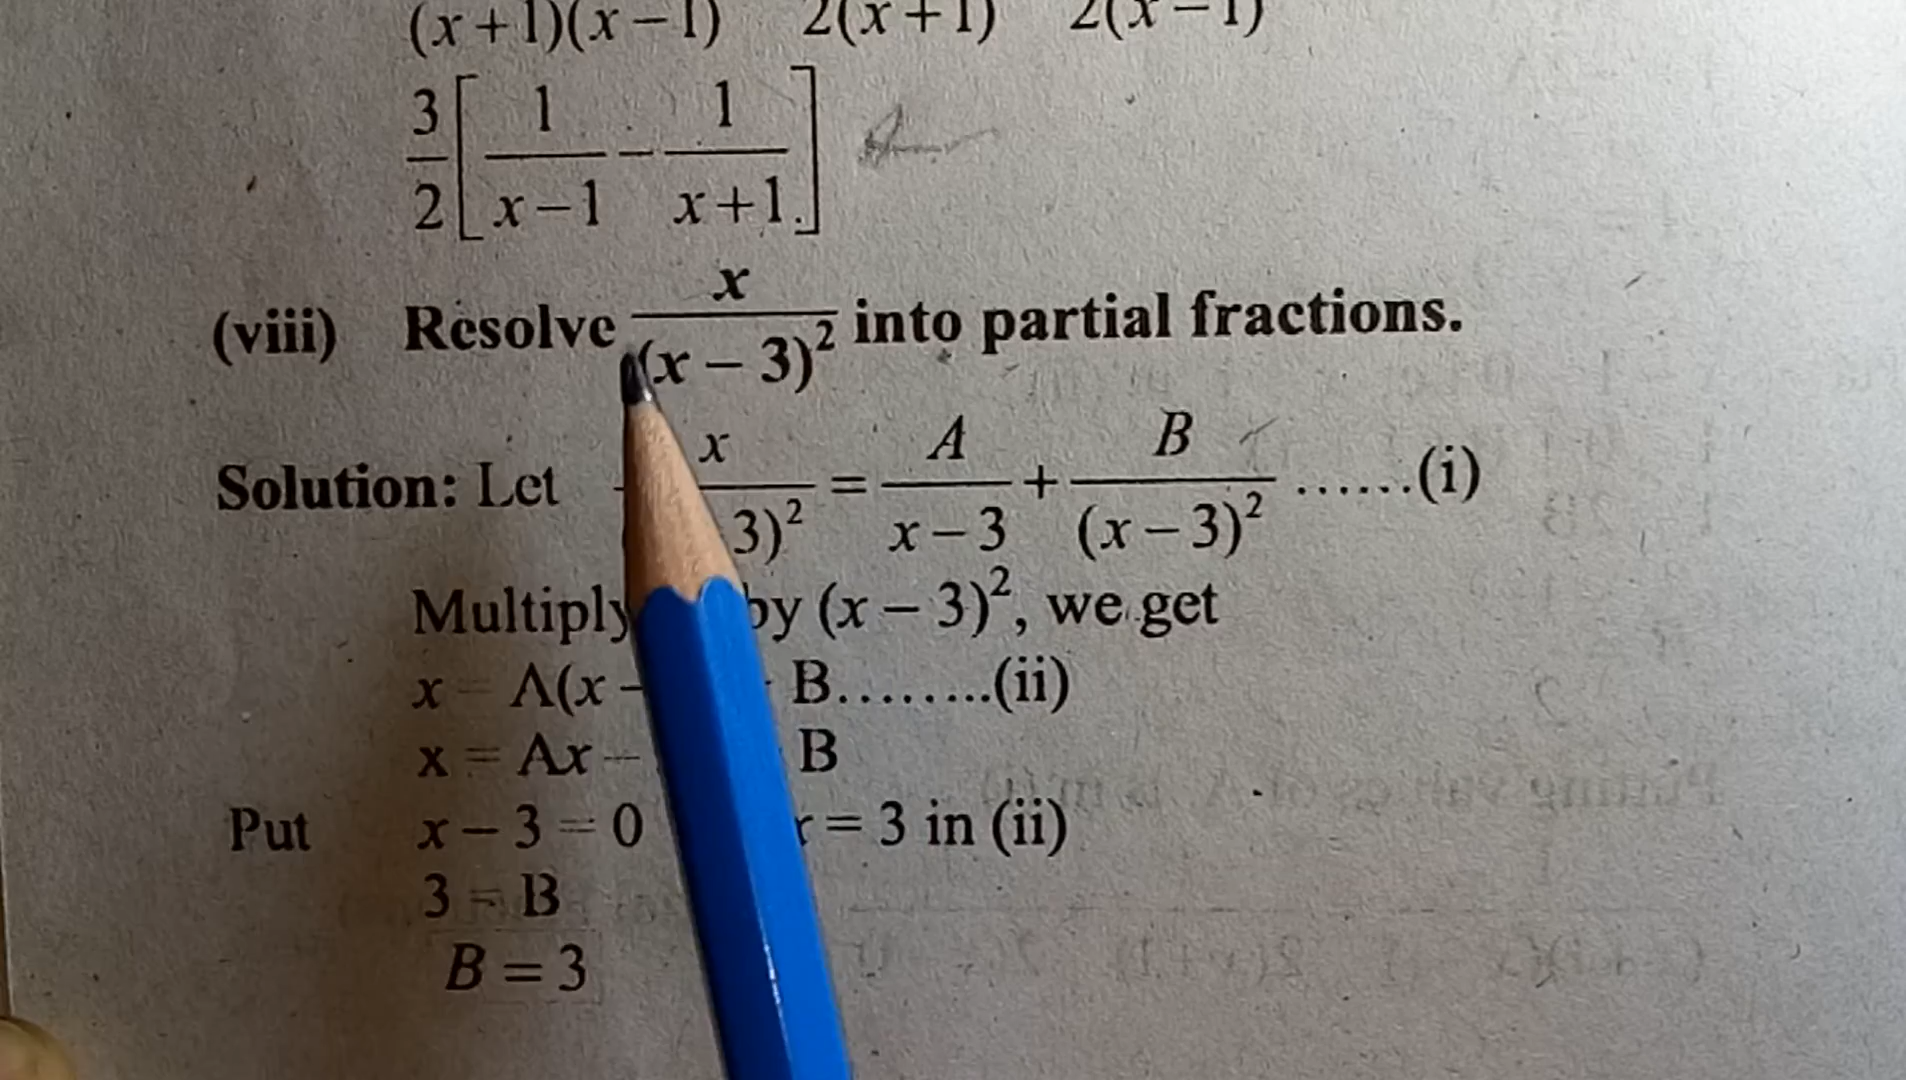 (x+1)(x−1) 2(x+1) 2(x−1)
3/2 [ 1/(x−1) − 1/(x+1) ]
(viii) Resolve x/(x − 3)² into partial fractions.
Solution: Let x/ 3)² = A/(x−3) + B/(x−3)² ......(i)
Multiply by (x − 3)², we get
x = A(x − B........(ii)
x = Ax − B
Put x − 3 = 0 x = 3 in (ii)
3 = B
B = 3